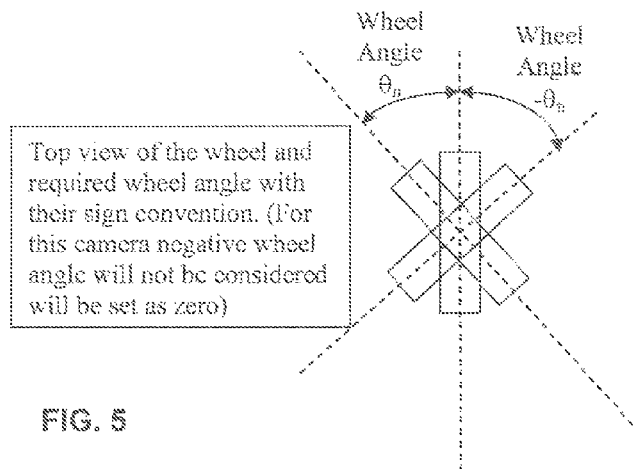 Wheel
Angle
θn
Wheel
Angle
-θn
Top view of the wheel and
required wheel angle with
their sign convention. (For
this camera negative wheel
angle will not be considered
will be set as zero)
FIG. 5